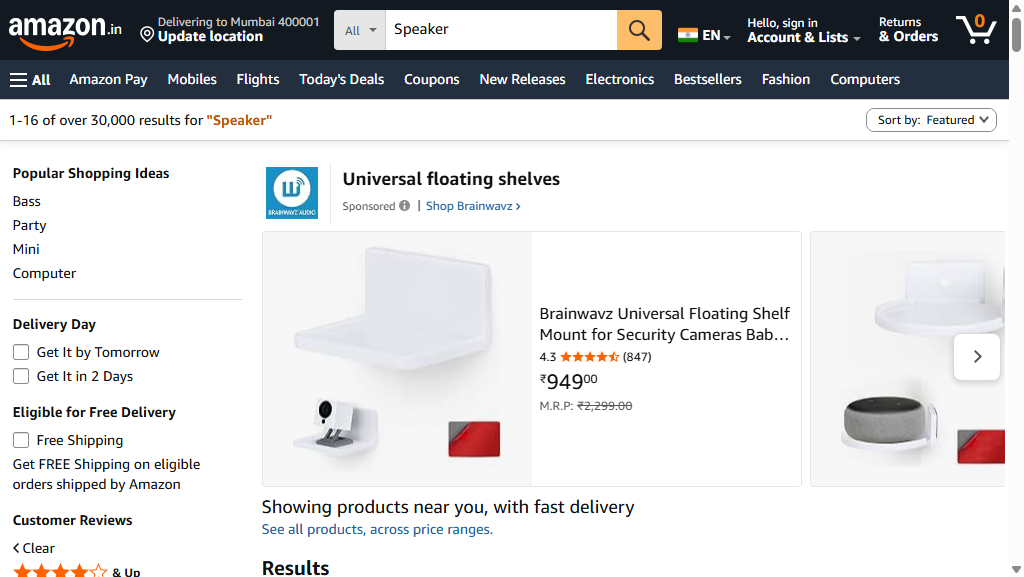 amazon.in
Delivering to Mumbai 400001
Update location
All
Speaker
EN
Hello, sign in
Account & Lists
Returns
& Orders
0
All
Amazon Pay
Mobiles
Flights
Today's Deals
Coupons
New Releases
Electronics
Bestsellers
Fashion
Computers
1-16 of over 30,000 results for "Speaker"
Sort by: Featured
Popular Shopping Ideas
Bass
Party
Mini
Computer
Delivery Day
Get It by Tomorrow
Get It in 2 Days
Eligible for Free Delivery
Free Shipping
Get FREE Shipping on eligible
orders shipped by Amazon
Customer Reviews
Clear
& Up
W
BRAINWAVZ AUDIO
Universal floating shelves
Sponsored | Shop Brainwavz
Brainwavz Universal Floating Shelf
Mount for Security Cameras Bab…
4.3 (847)
₹94900
M.R.P: ₹2,299.00
Showing products near you, with fast delivery
See all products, across price ranges.
Results